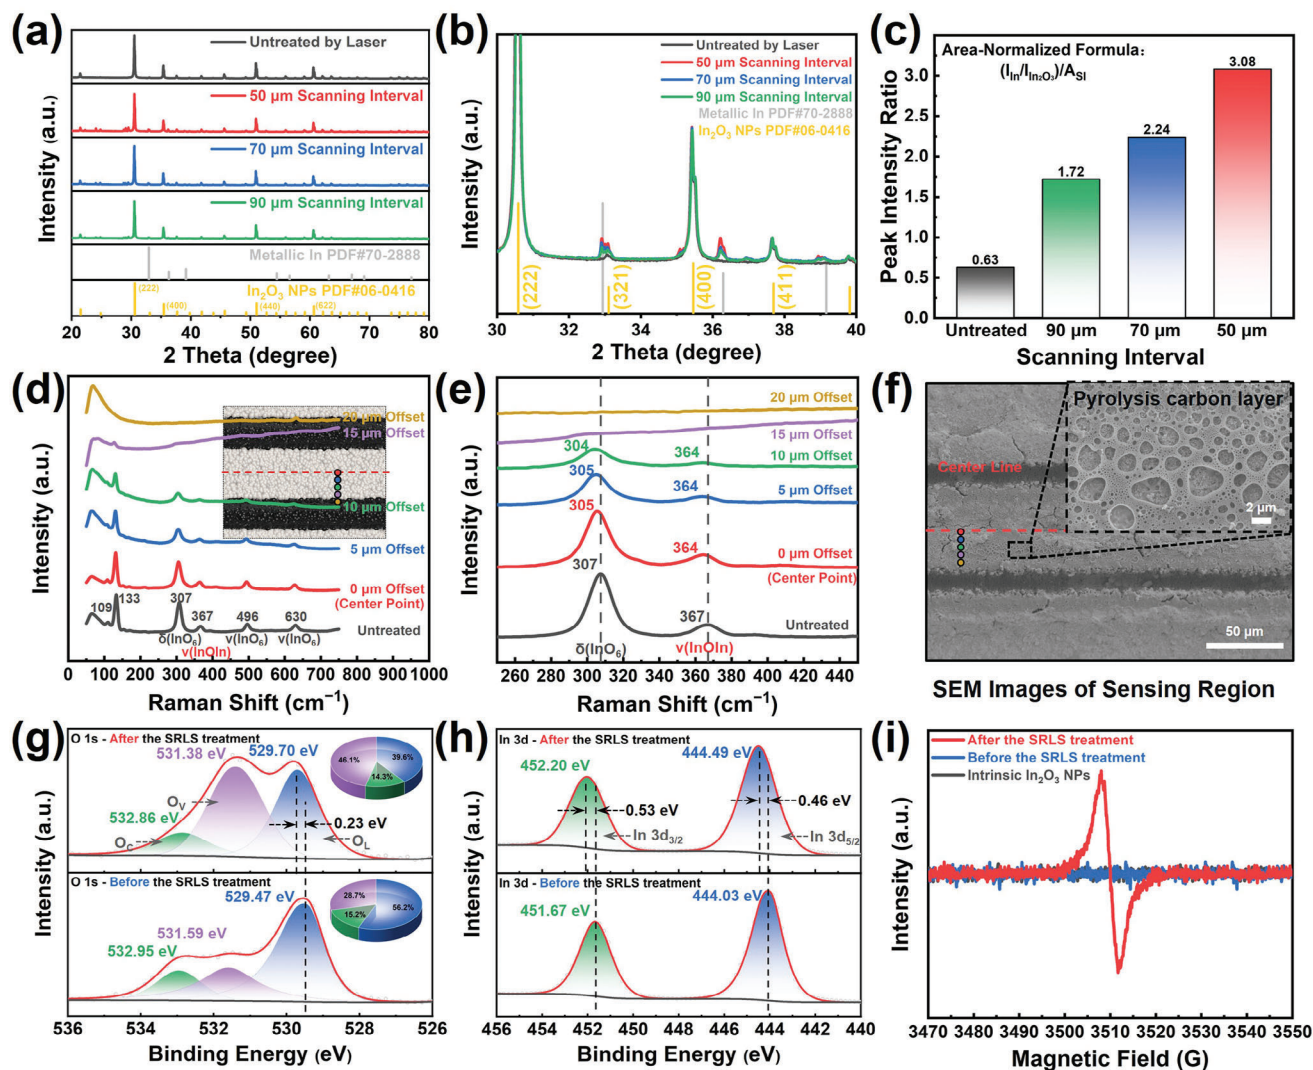 (a)
Intensity (a.u.)
Untreated by Laser
50 μm Scanning Interval
70 μm Scanning Interval
90 μm Scanning Interval
Metallic In PDF#70-2888
In₂O₃ NPs PDF#06-0416
(222)
(400)
(440)
(622)
20 30 40 50 60 70 80
2 Theta (degree)
(b)
Intensity (a.u.)
Untreated by Laser
50 μm Scanning Interval
70 μm Scanning Interval
90 μm Scanning Interval
Metallic In PDF#70-2888
In₂O₃ NPs PDF#06-0416
(222)
(321)
(400)
(411)
30 32 34 36 38 40
2 Theta (degree)
(c)
Peak Intensity Ratio
Area-Normalized Formula:
(I_In/I_In₂O₃)/A_SI
3.0
2.5
2.0
1.5
1.0
0.5
0.0
0.63
1.72
2.24
3.08
Untreated 90 μm 70 μm 50 μm
Scanning Interval
(d)
Intensity (a.u.)
20 μm Offset
15 μm Offset
10 μm Offset
5 μm Offset
0 μm Offset
(Center Point)
Untreated
109
133
307
367
496
630
δ(InO₆)
ν(InOIn)
ν(InO₆)
ν(InO₆)
0 100 200 300 400 500 600 700 800 900 1000
Raman Shift (cm⁻¹)
(e)
Intensity (a.u.)
20 μm Offset
15 μm Offset
304
364
10 μm Offset
305
364
5 μm Offset
305
364
0 μm Offset
(Center Point)
307
367
Untreated
δ(InO₆)
ν(InOIn)
260 280 300 320 340 360 380 400 420 440
Raman Shift (cm⁻¹)
(f)
Pyrolysis carbon layer
Center Line
2 μm
50 μm
SEM Images of Sensing Region
(g)
Intensity (a.u.)
O 1s - After the SRLS treatment
531.38 eV
529.70 eV
46.1%
39.6%
14.3%
O_V
532.86 eV
0.23 eV
O_C
O_L
O 1s - Before the SRLS treatment
529.47 eV
28.7%
15.2%
56.2%
531.59 eV
532.95 eV
536 534 532 530 528 526
Binding Energy (eV)
(h)
Intensity (a.u.)
In 3d - After the SRLS treatment
452.20 eV
444.49 eV
0.53 eV
0.46 eV
In 3d₃/₂
In 3d₅/₂
In 3d - Before the SRLS treatment
451.67 eV
444.03 eV
456 454 452 450 448 446 444 442 440
Binding Energy (eV)
(i)
Intensity (a.u.)
After the SRLS treatment
Before the SRLS treatment
Intrinsic In₂O₃ NPs
3470 3480 3490 3500 3510 3520 3530 3540 3550
Magnetic Field (G)